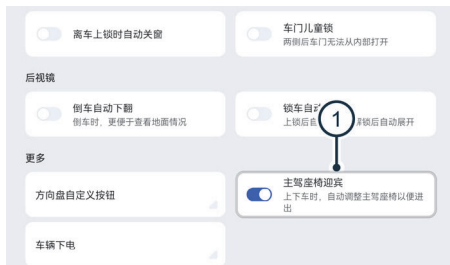 离车上锁时自动关窗
车门儿童锁
两侧后车门无法从内部打开
后视镜
倒车自动下翻
倒车时，更便于查看地面情况
锁车自
上锁后
1
锁后自动展开
更多
方向盘自定义按钮
主驾座椅迎宾
上下车时，自动调整主驾座椅以便进
出
车辆下电